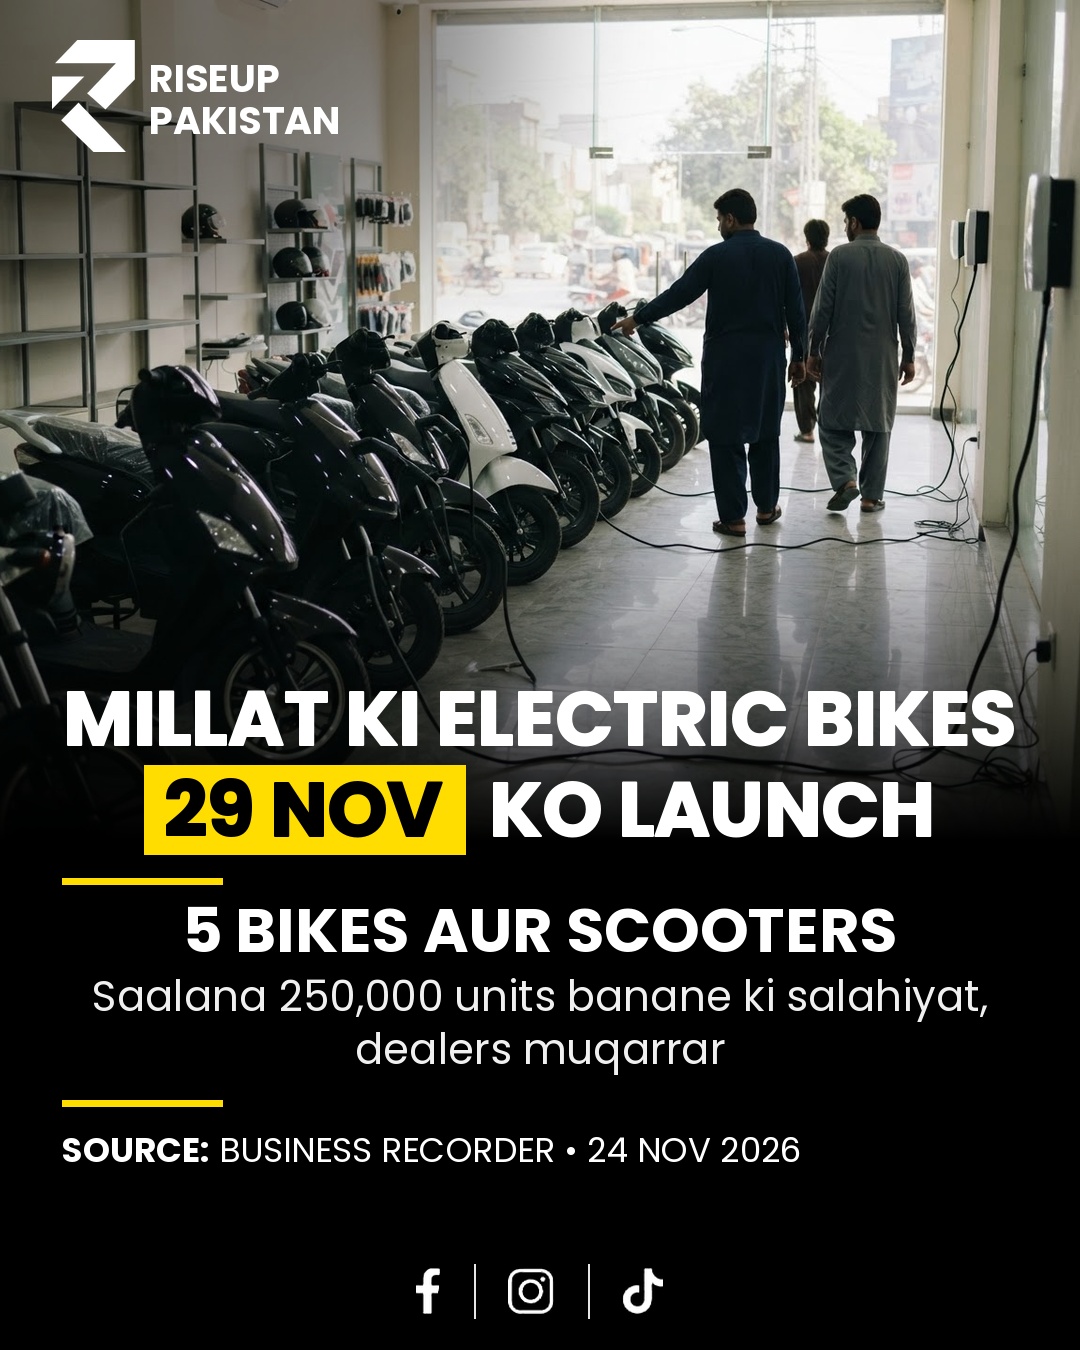 RISEUP
PAKISTAN
MILLAT KI ELECTRIC BIKES
29 NOV KO LAUNCH
5 BIKES AUR SCOOTERS
Saalana 250,000 units banane ki salahiyat,
dealers muqarrar
SOURCE: BUSINESS RECORDER • 24 NOV 2026